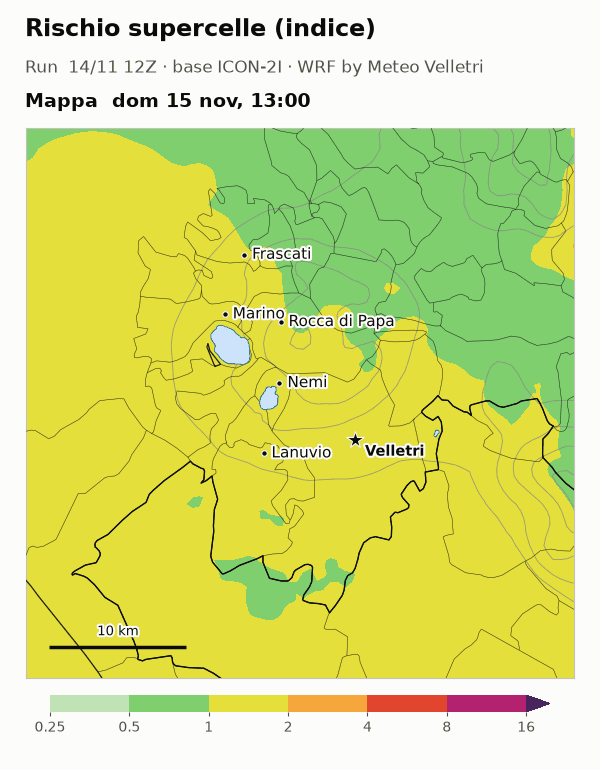 Rischio supercelle (indice)
Run 14/11 12Z · base ICON-2I · WRF by Meteo Velletri
Mappa dom 15 nov, 13:00
Frascati
Marino
Rocca di Papa
Nemi
Velletri
Lanuvio
10 km
0.25 0.5 1 2 4 8 16